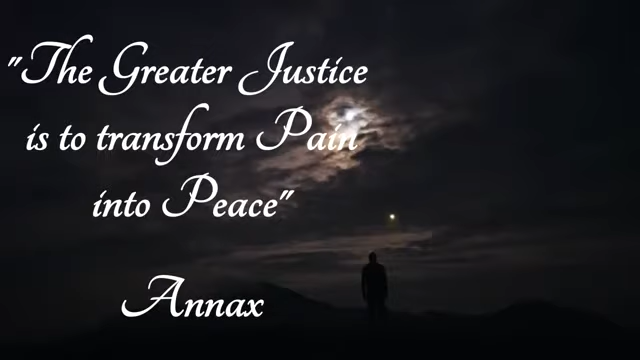 "The Greater Justice
is to transform Pain
into Peace"
Annax